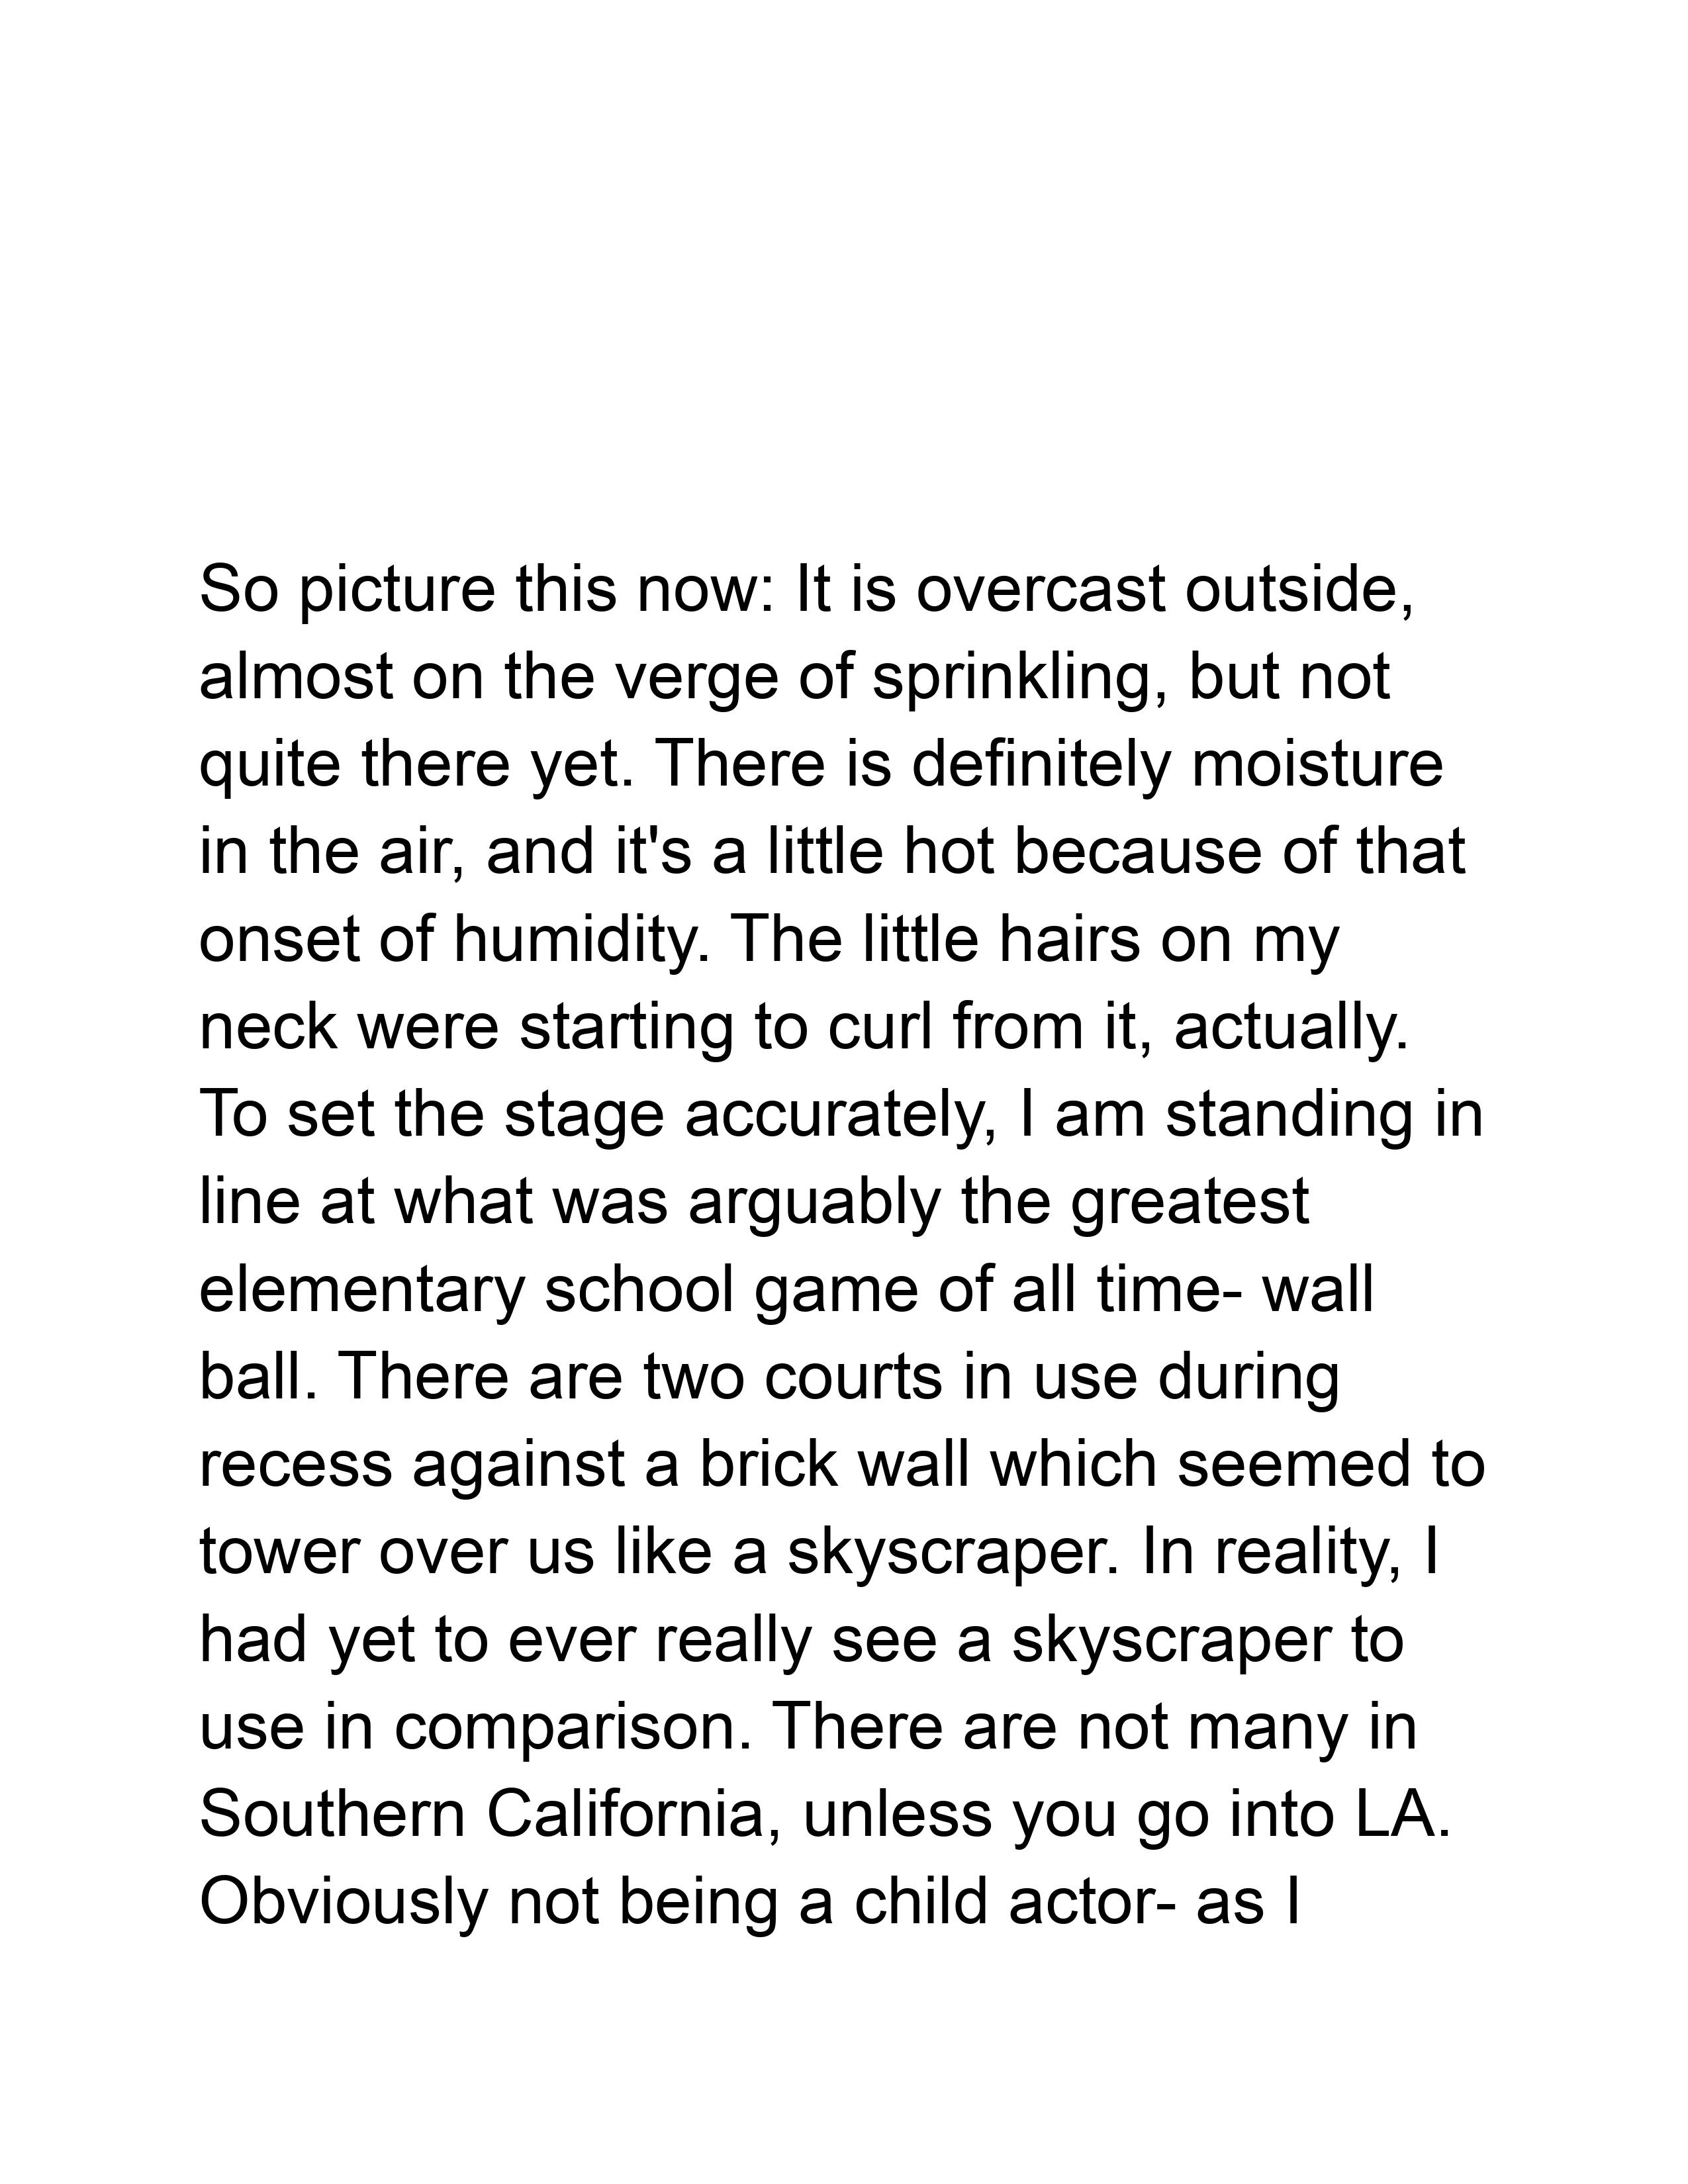 So picture this now: It is overcast outside,
almost on the verge of sprinkling, but not
quite there yet. There is definitely moisture
in the air, and it's a little hot because of that
onset of humidity. The little hairs on my
neck were starting to curl from it, actually.
To set the stage accurately, I am standing in
line at what was arguably the greatest
elementary school game of all time- wall
ball. There are two courts in use during
recess against a brick wall which seemed to
tower over us like a skyscraper. In reality, I
had yet to ever really see a skyscraper to
use in comparison. There are not many in
Southern California, unless you go into LA.
Obviously not being a child actor- as I